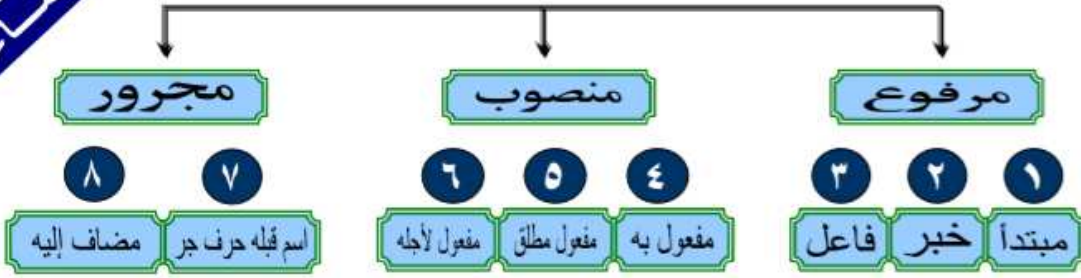 مرفوع منصوب مجرور
١ ٢ ٣ ٤ ٥ ٦ ٧ ٨
مبتدأ خبر فاعل مفعول به مفعول مطلق مفعول لأجله اسم قبله حرف جر مضاف إليه